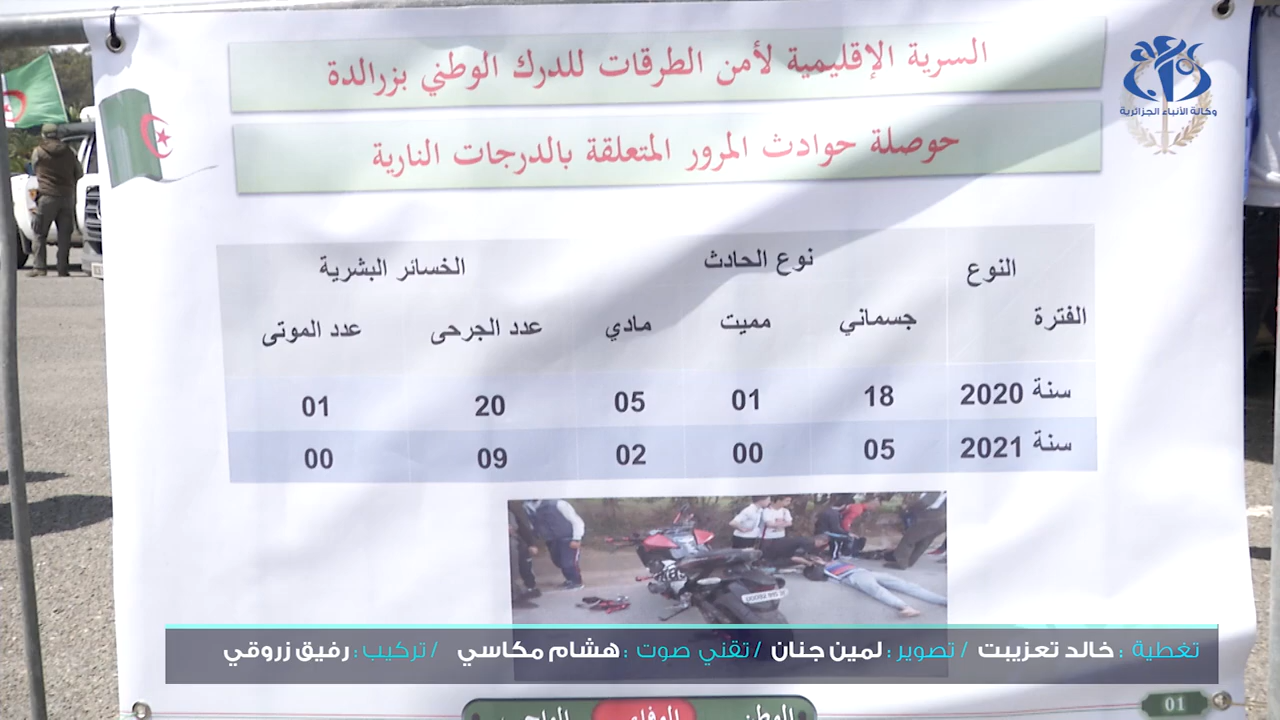 السرية الإقليمية لأمن الطرقات للدرك الوطني بزرالدة
وكالة الأنباء الجزائرية
حوصلة حوادث المرور المتعلقة بالدرجات النارية
النوع نوع الحادث الخسائر البشرية
الفترة جسماني مميت مادي عدد الجرحى عدد الموتى
سنة 2020 18 01 05 20 01
سنة 2021 05 00 02 09 00
تغطية : خالد تعزيبت / تصوير : لمين جنان / تقني صوت : هشام مكاسي / تركيب : رفيق زروقي
01